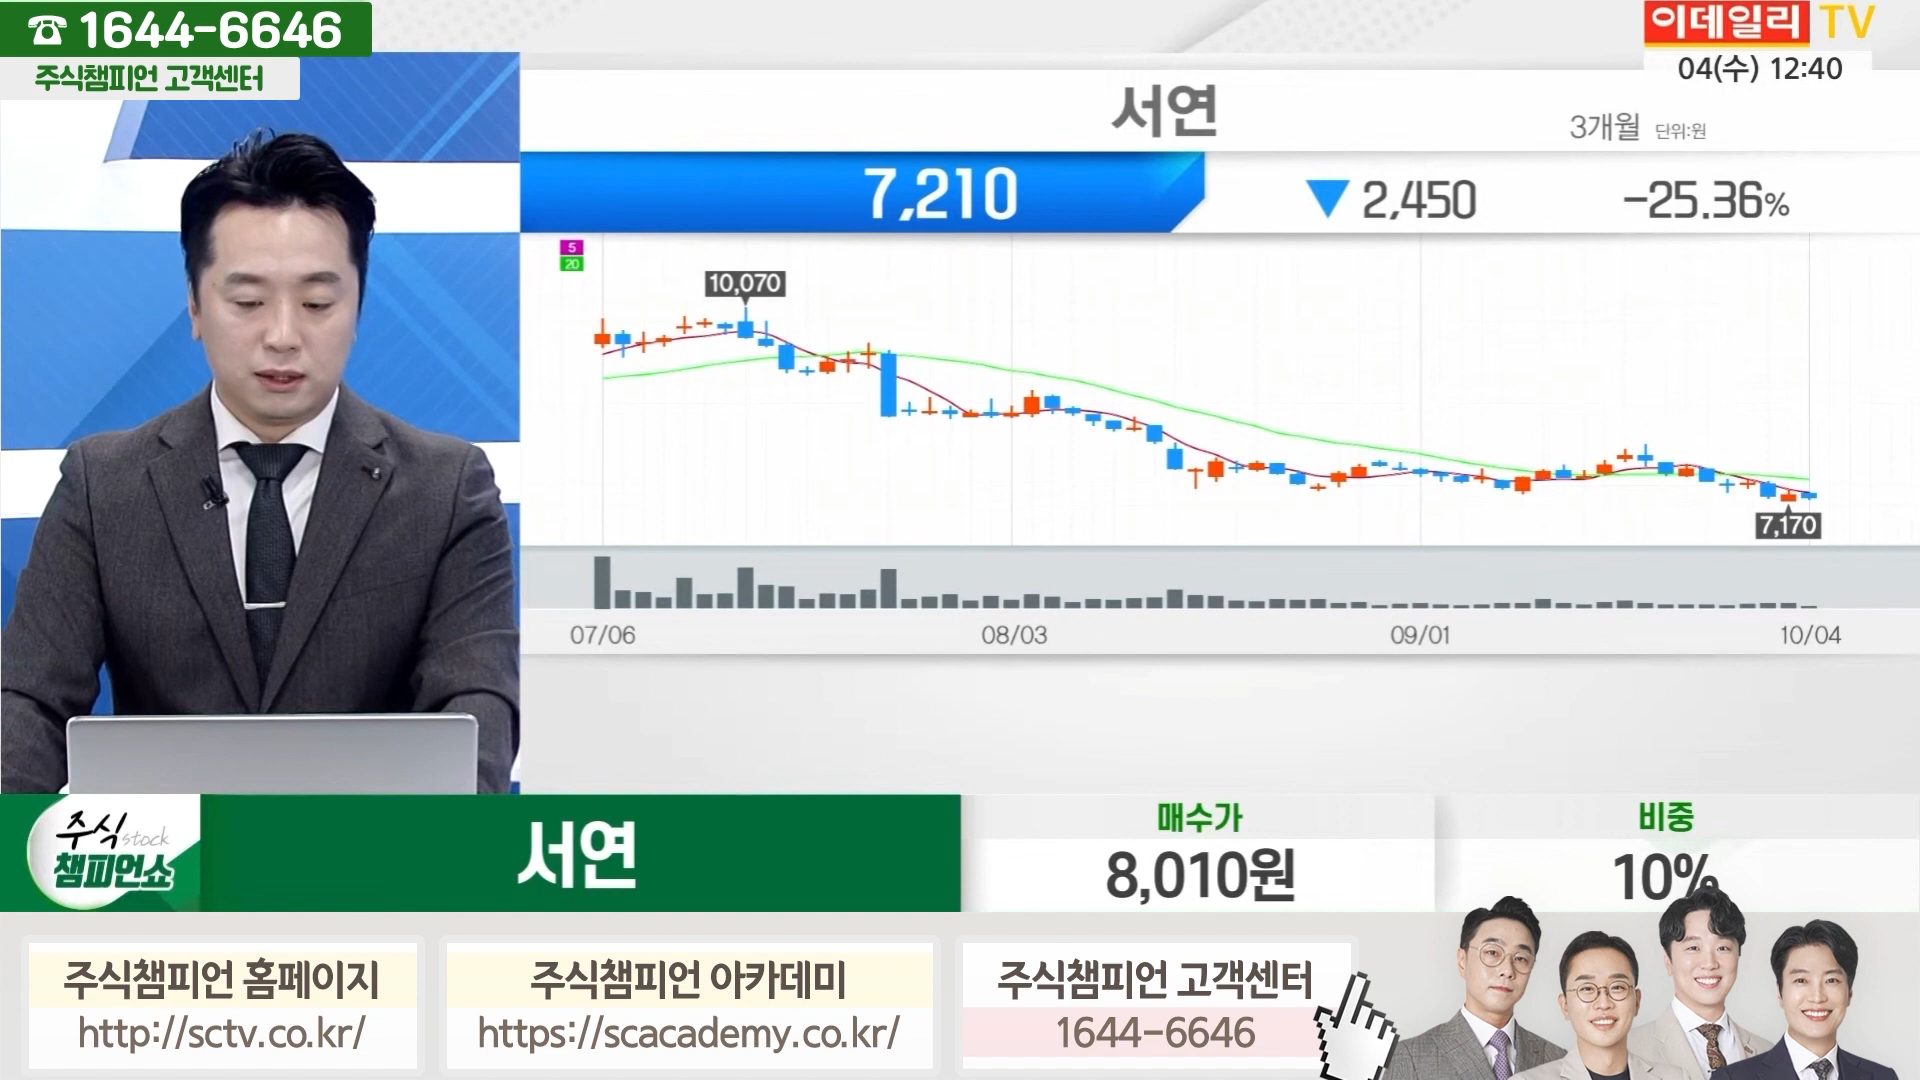 ☎ 1644-6646
주식챔피언 고객센터
이데일리 TV
04(수) 12:40
서연
3개월 단위:원
7,210 ▼ 2,450 -25.36%
5
20
10,070
7,170
07/06 08/03 09/01 10/04
주식 stock
챔피언쇼
서연
매수가
8,010원
비중
10%
주식챔피언 홈페이지
http://sctv.co.kr/
주식챔피언 아카데미
https://scacademy.co.kr/
주식챔피언 고객센터
1644-6646